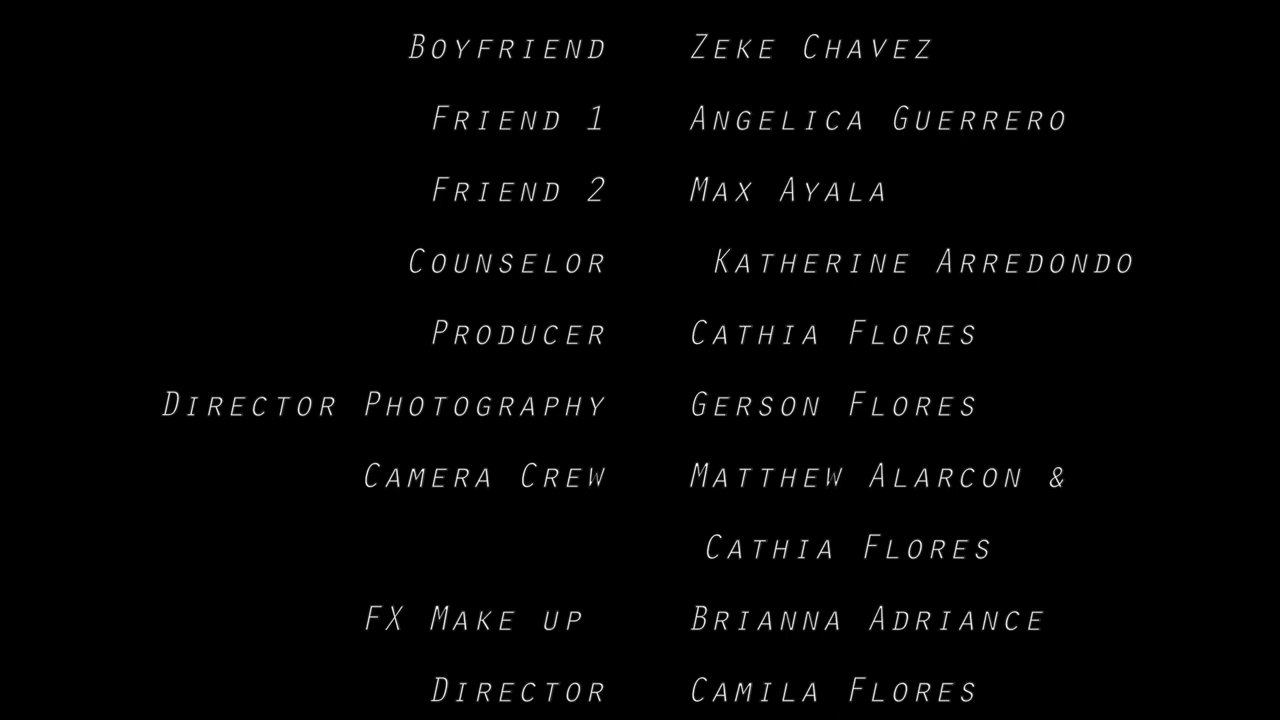 Boyfriend Zeke Chavez
Friend 1 Angelica Guerrero
Friend 2 Max Ayala
Counselor Katherine Arredondo
Producer Cathia Flores
Director Photography Gerson Flores
Camera Crew Matthew Alarcon &
Cathia Flores
FX Make up Brianna Adriance
Director Camila Flores